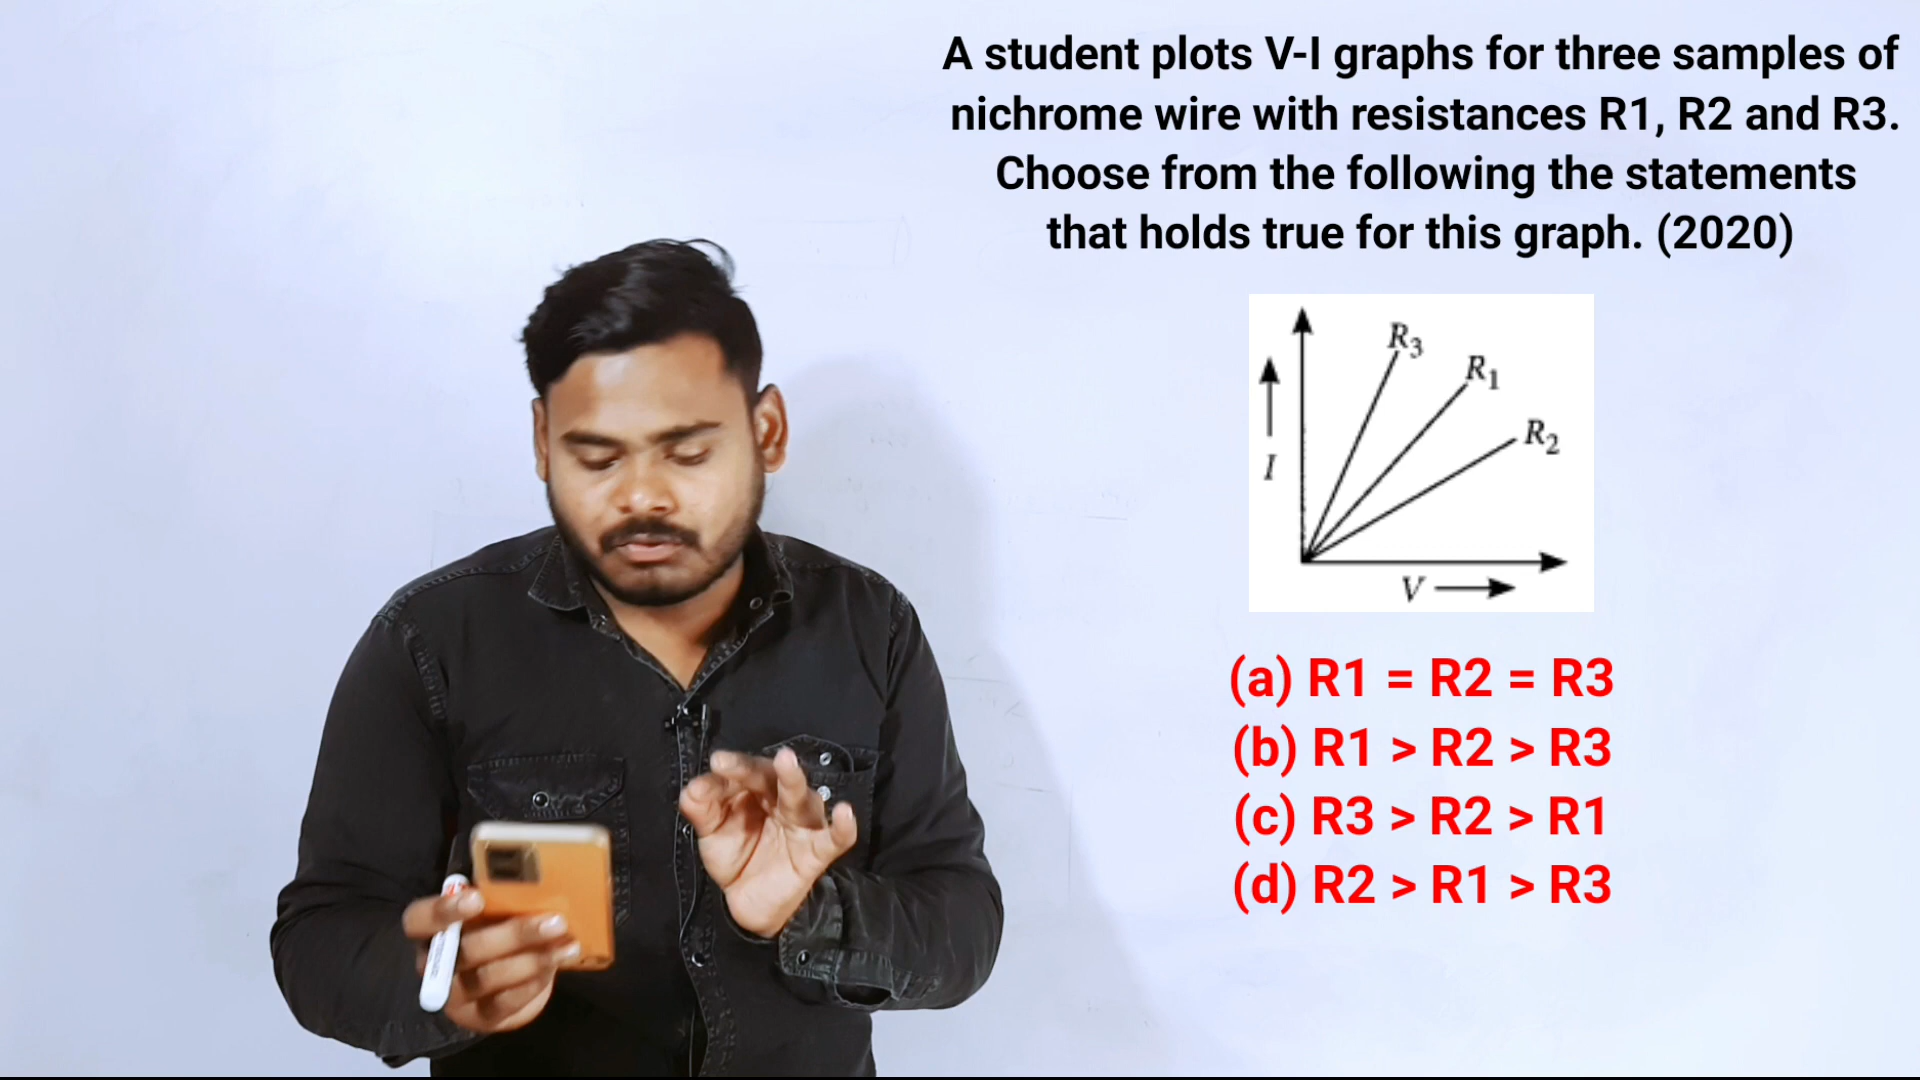 A student plots V-I graphs for three samples of
nichrome wire with resistances R1, R2 and R3.
Choose from the following the statements
that holds true for this graph. (2020)
R3
R1
R2
I
V
(a) R1 = R2 = R3
(b) R1 > R2 > R3
(c) R3 > R2 > R1
(d) R2 > R1 > R3